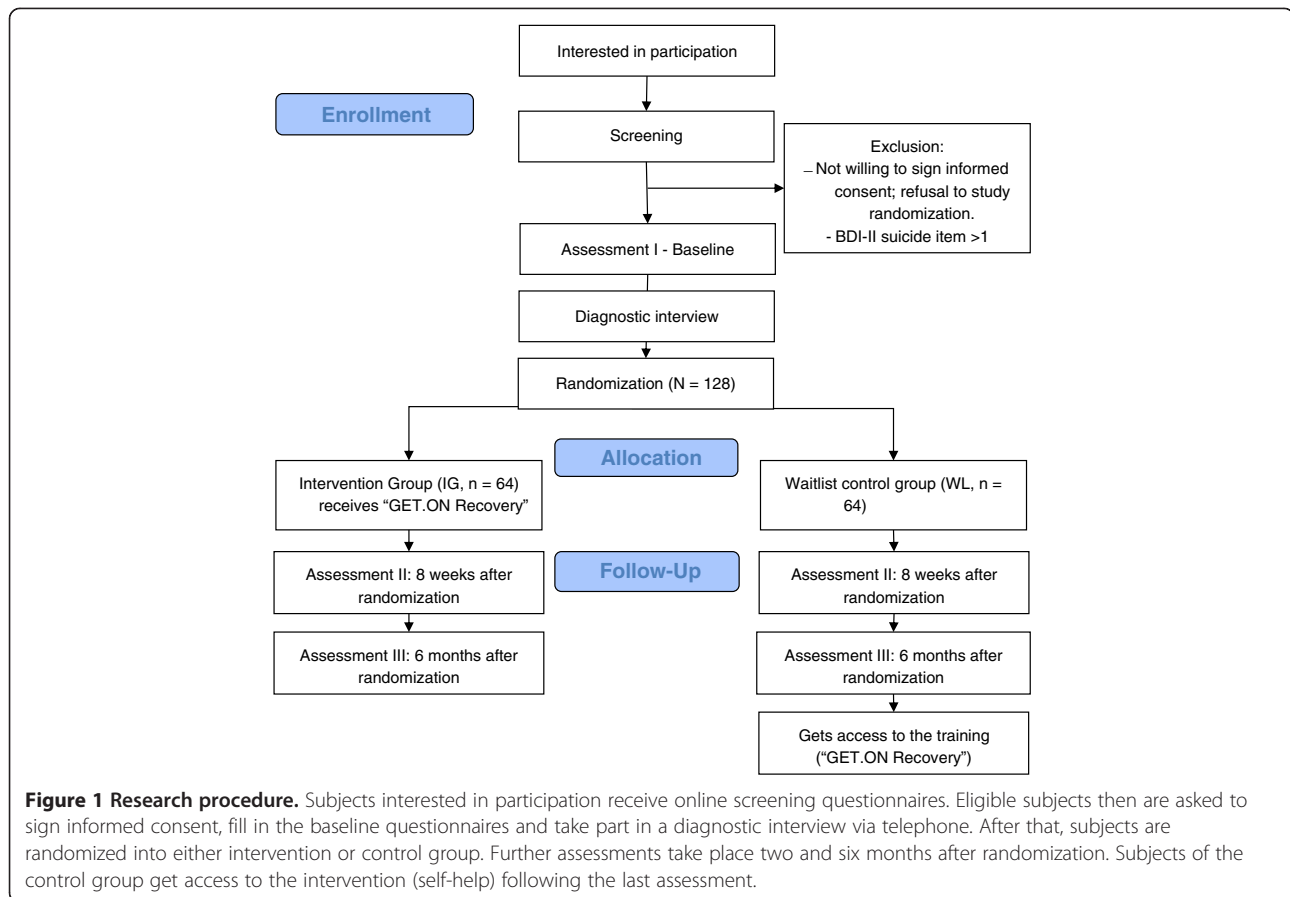 Interested in participation
Enrollment
Screening
Exclusion:
– Not willing to sign informed
consent; refusal to study
randomization.
- BDI-II suicide item >1
Assessment I - Baseline
Diagnostic interview
Randomization (N = 128)
Allocation
Intervention Group (IG, n = 64)
receives “GET.ON Recovery”
Waitlist control group (WL, n =
64)
Follow-Up
Assessment II: 8 weeks after
randomization
Assessment II: 8 weeks after
randomization
Assessment III: 6 months after
randomization
Assessment III: 6 months after
randomization
Gets access to the training
(“GET.ON Recovery”)
Figure 1 Research procedure. Subjects interested in participation receive online screening questionnaires. Eligible subjects then are asked to
sign informed consent, fill in the baseline questionnaires and take part in a diagnostic interview via telephone. After that, subjects are
randomized into either intervention or control group. Further assessments take place two and six months after randomization. Subjects of the
control group get access to the intervention (self-help) following the last assessment.